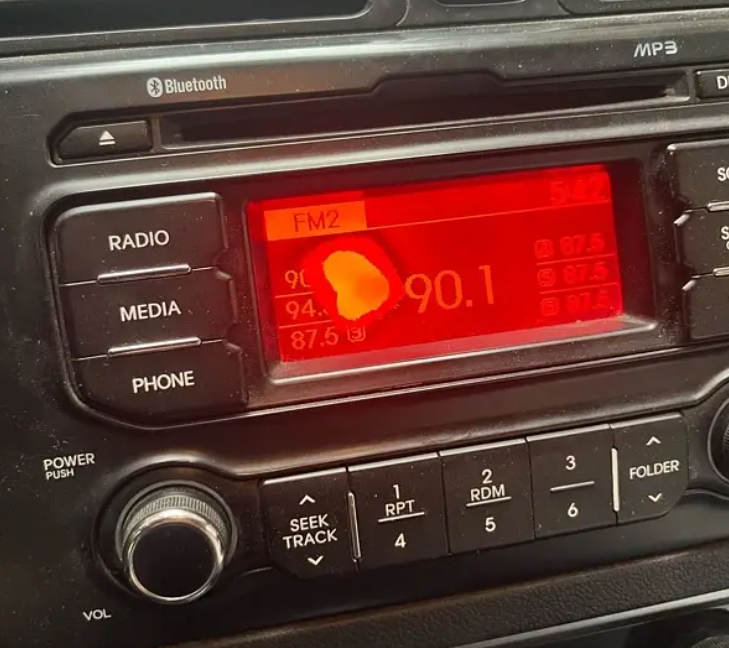 MP3
Bluetooth
FM2
5:42
RADIO
MEDIA
PHONE
90.1
94.
87.5 3
87.5
87.5
87.5
POWER
PUSH
VOL
SEEK
TRACK
1
RPT
4
2
RDM
5
3
6
FOLDER